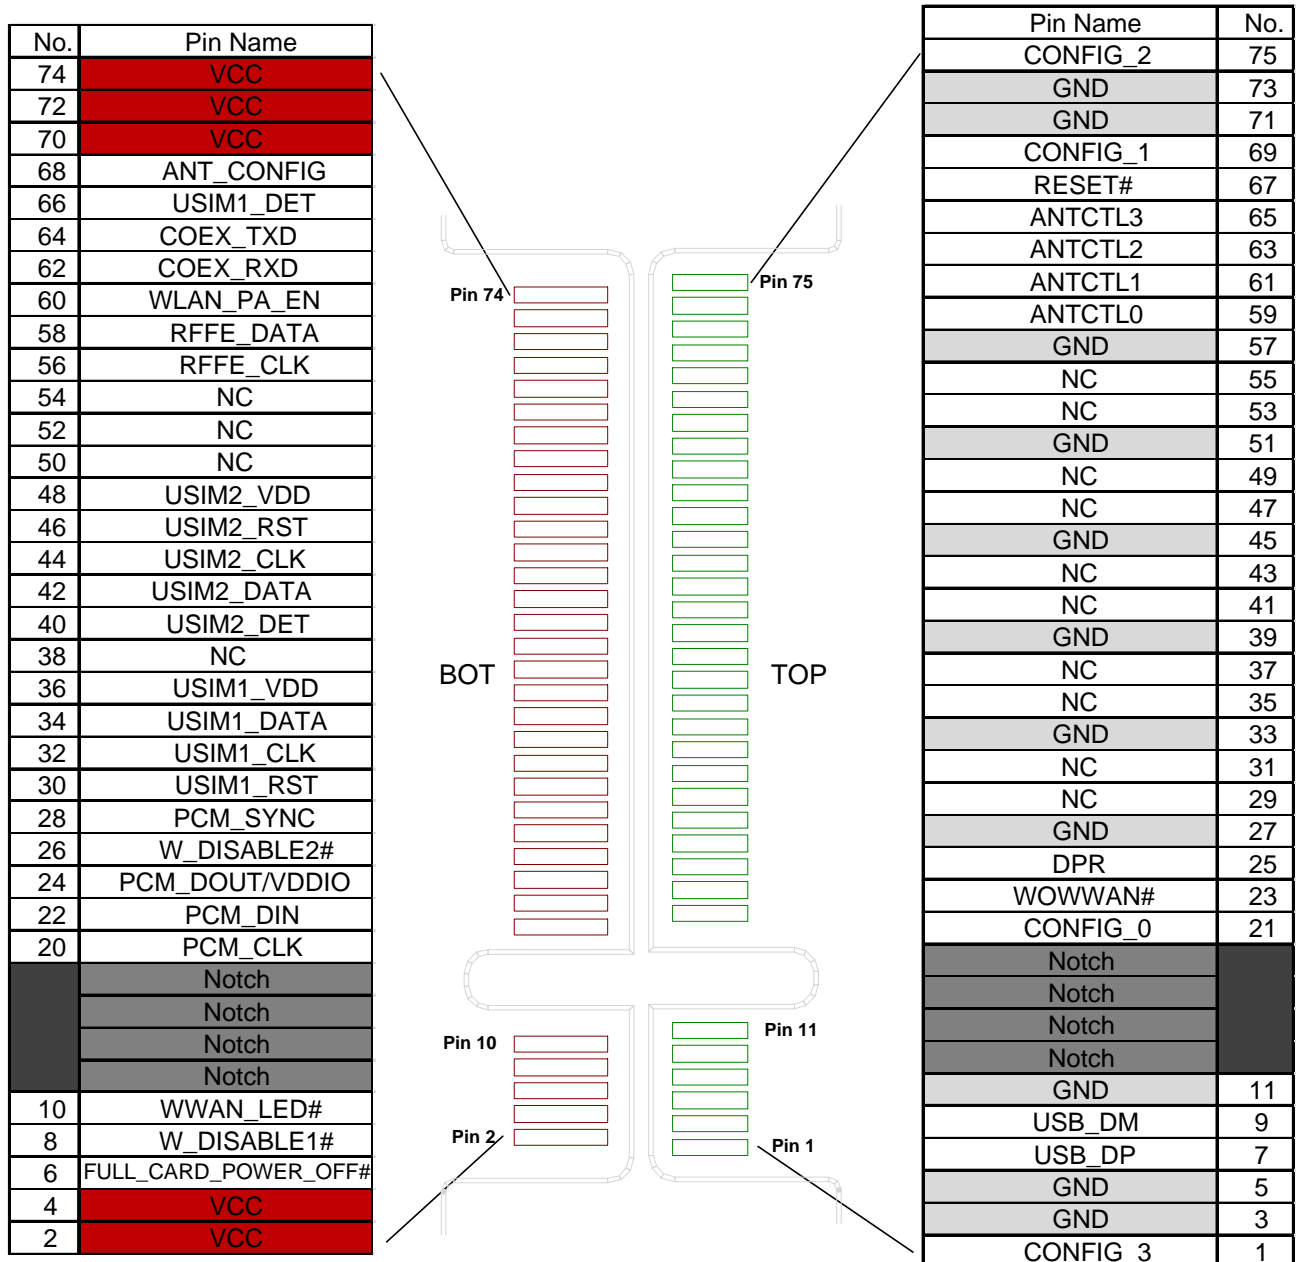 No. Pin Name
74 VCC
72 VCC
70 VCC
68 ANT_CONFIG
66 USIM1_DET
64 COEX_TXD
62 COEX_RXD
60 WLAN_PA_EN
58 RFFE_DATA
56 RFFE_CLK
54 NC
52 NC
50 NC
48 USIM2_VDD
46 USIM2_RST
44 USIM2_CLK
42 USIM2_DATA
40 USIM2_DET
38 NC
36 USIM1_VDD
34 USIM1_DATA
32 USIM1_CLK
30 USIM1_RST
28 PCM_SYNC
26 W_DISABLE2#
24 PCM_DOUT/VDDIO
22 PCM_DIN
20 PCM_CLK
Notch
Notch
Notch
Notch
10 WWAN_LED#
8 W_DISABLE1#
6 FULL_CARD_POWER_OFF#
4 VCC
2 VCC
Pin 74
BOT
Pin 10
Pin 2
Pin 75
TOP
Pin 11
Pin 1
Pin Name No.
CONFIG_2 75
GND 73
GND 71
CONFIG_1 69
RESET# 67
ANTCTL3 65
ANTCTL2 63
ANTCTL1 61
ANTCTL0 59
GND 57
NC 55
NC 53
GND 51
NC 49
NC 47
GND 45
NC 43
NC 41
GND 39
NC 37
NC 35
GND 33
NC 31
NC 29
GND 27
DPR 25
WOWWAN# 23
CONFIG_0 21
Notch
Notch
Notch
Notch
GND 11
USB_DM 9
USB_DP 7
GND 5
GND 3
CONFIG_3 1